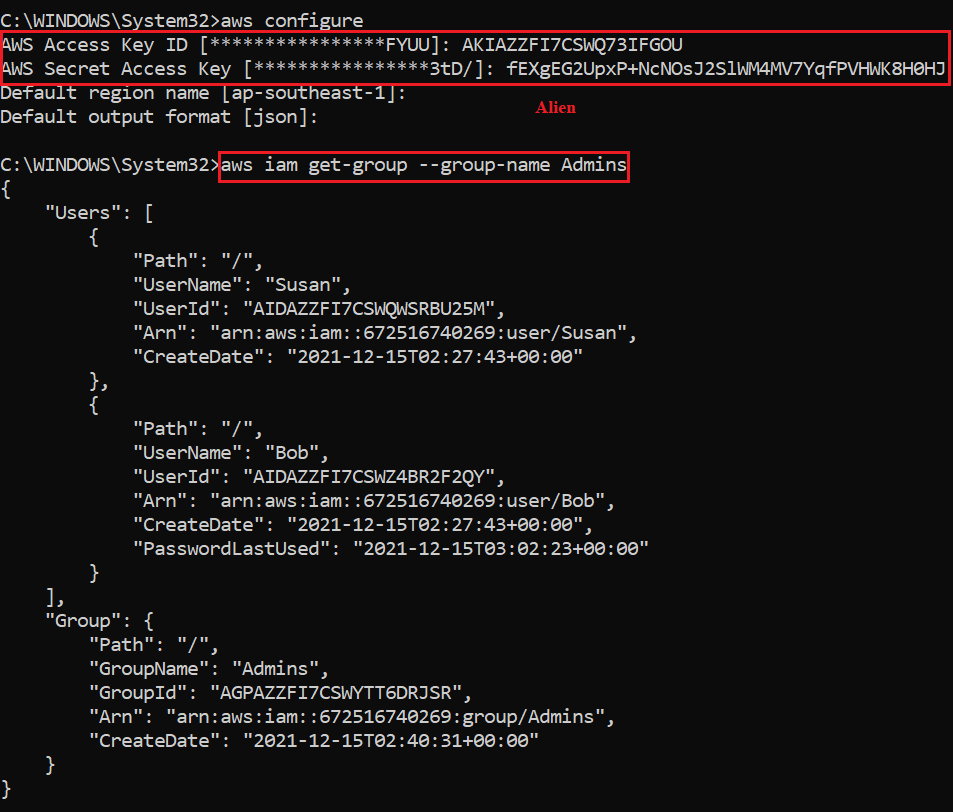 C:\WINDOWS\System32>aws configure
AWS Access Key ID [****************FYUU]: AKIAZZFI7CSWQ73IFGOU
AWS Secret Access Key [****************3tD/]: 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
Default region name [ap-southeast-1]:
Alien
Default output format [json]:
C:\WINDOWS\System32>aws iam get-group --group-name Admins
{
    "Users": [
        {
            "Path": "/",
            "UserName": "Susan",
            "UserId": "AIDAZZFI7CSWQWSRBU25M",
            "Arn": "arn:aws:iam::672516740269:user/Susan",
            "CreateDate": "2021-12-15T02:27:43+00:00"
        },
        {
            "Path": "/",
            "UserName": "Bob",
            "UserId": "AIDAZZFI7CSWZ4BR2F2QY",
            "Arn": "arn:aws:iam::672516740269:user/Bob",
            "CreateDate": "2021-12-15T02:27:43+00:00",
            "PasswordLastUsed": "2021-12-15T03:02:23+00:00"
        }
    ],
    "Group": {
        "Path": "/",
        "GroupName": "Admins",
        "GroupId": "AGPAZZFI7CSWYTT6DRJSR",
        "Arn": "arn:aws:iam::672516740269:group/Admins",
        "CreateDate": "2021-12-15T02:40:31+00:00"
    }
}